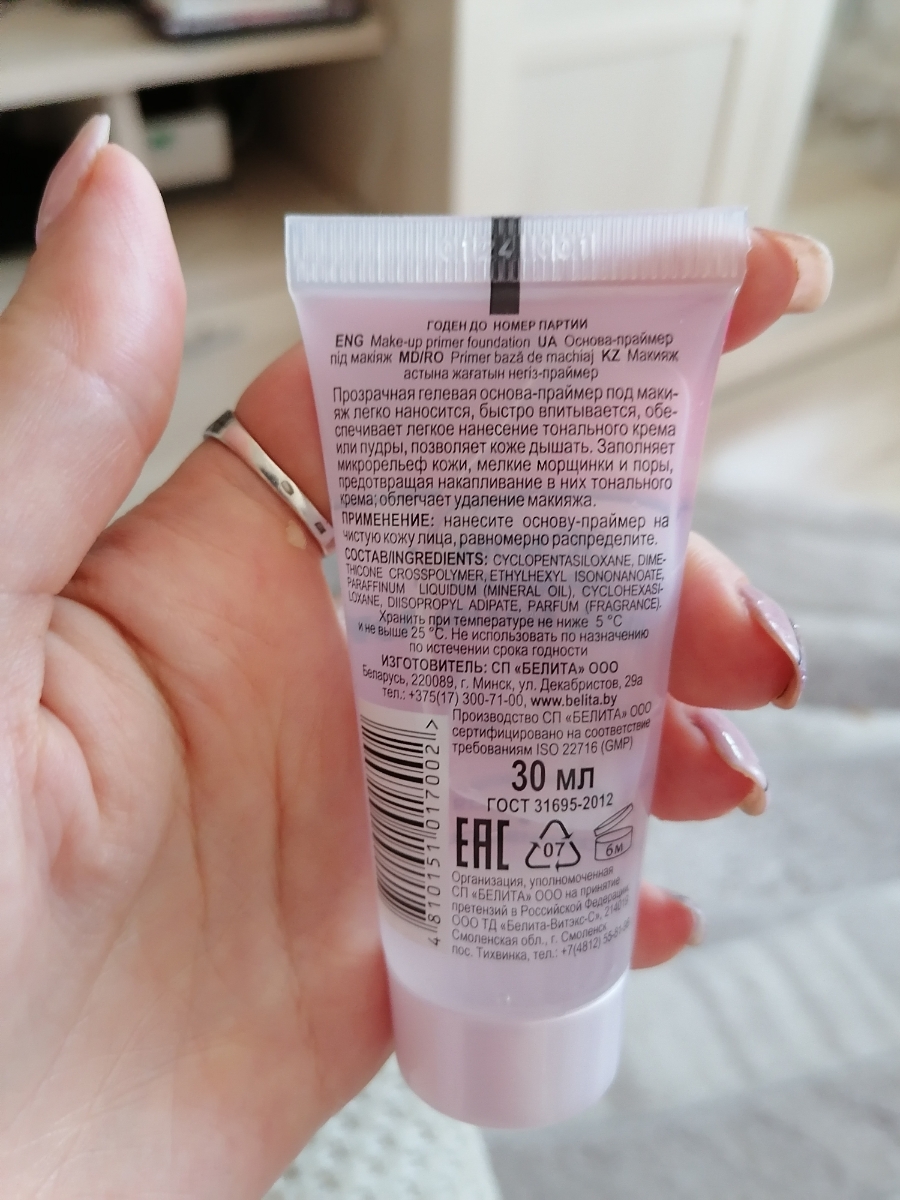 ГОДЕН ДО НОМЕР ПАРТИИ
ENG Make-up primer foundation UA Основа-праймер
під макіяж MD/RO Primer bază de machiaj KZ Макияж
астына жағатын негіз-праймер
Прозрачная гелевая основа-праймер под маки-
яж легко наносится, быстро впитывается, обе-
спечивает легкое нанесение тонального крема
или пудры, позволяет коже дышать. Заполняет
микрорельеф кожи, мелкие морщинки и поры,
предотвращая накапливание в них тонального
крема; облегчает удаление макияжа.
ПРИМЕНЕНИЕ: нанесите основу-праймер на
чистую кожу лица, равномерно распределите.
СОСТАВ/INGREDIENTS: CYCLOPENTASILOXANE, DIME-
THICONE CROSSPOLYMER, ETHYLHEXYL ISONONANOATE,
PARAFFINUM LIQUIDUM (MINERAL OIL), CYCLOHEXASI-
LOXANE, DIISOPROPYL ADIPATE, PARFUM (FRAGRANCE).
Хранить при температуре не ниже 5 °C
и не выше 25 °C. Не использовать по назначению
по истечении срока годности
ИЗГОТОВИТЕЛЬ: СП «БЕЛИТА» ООО
Беларусь, 220089, г. Минск, ул. Декабристов, 29а
тел.: +375(17) 300-71-00, www.belita.by
Производство СП «БЕЛИТА» ООО
сертифицировано на соответствие
требованиям ISO 22716 (GMP)
30 мл
ГОСТ 31695-2012
EAC 07 6м
4 810151 017002 >
Организация, уполномоченная
СП «БЕЛИТА» ООО на принятие
претензий в Российской Федерации
ООО ТД «Белита-Витэкс-С»,
Смоленская обл., г. Смоленск
пос. Тихвинка, тел.: +7(4812)